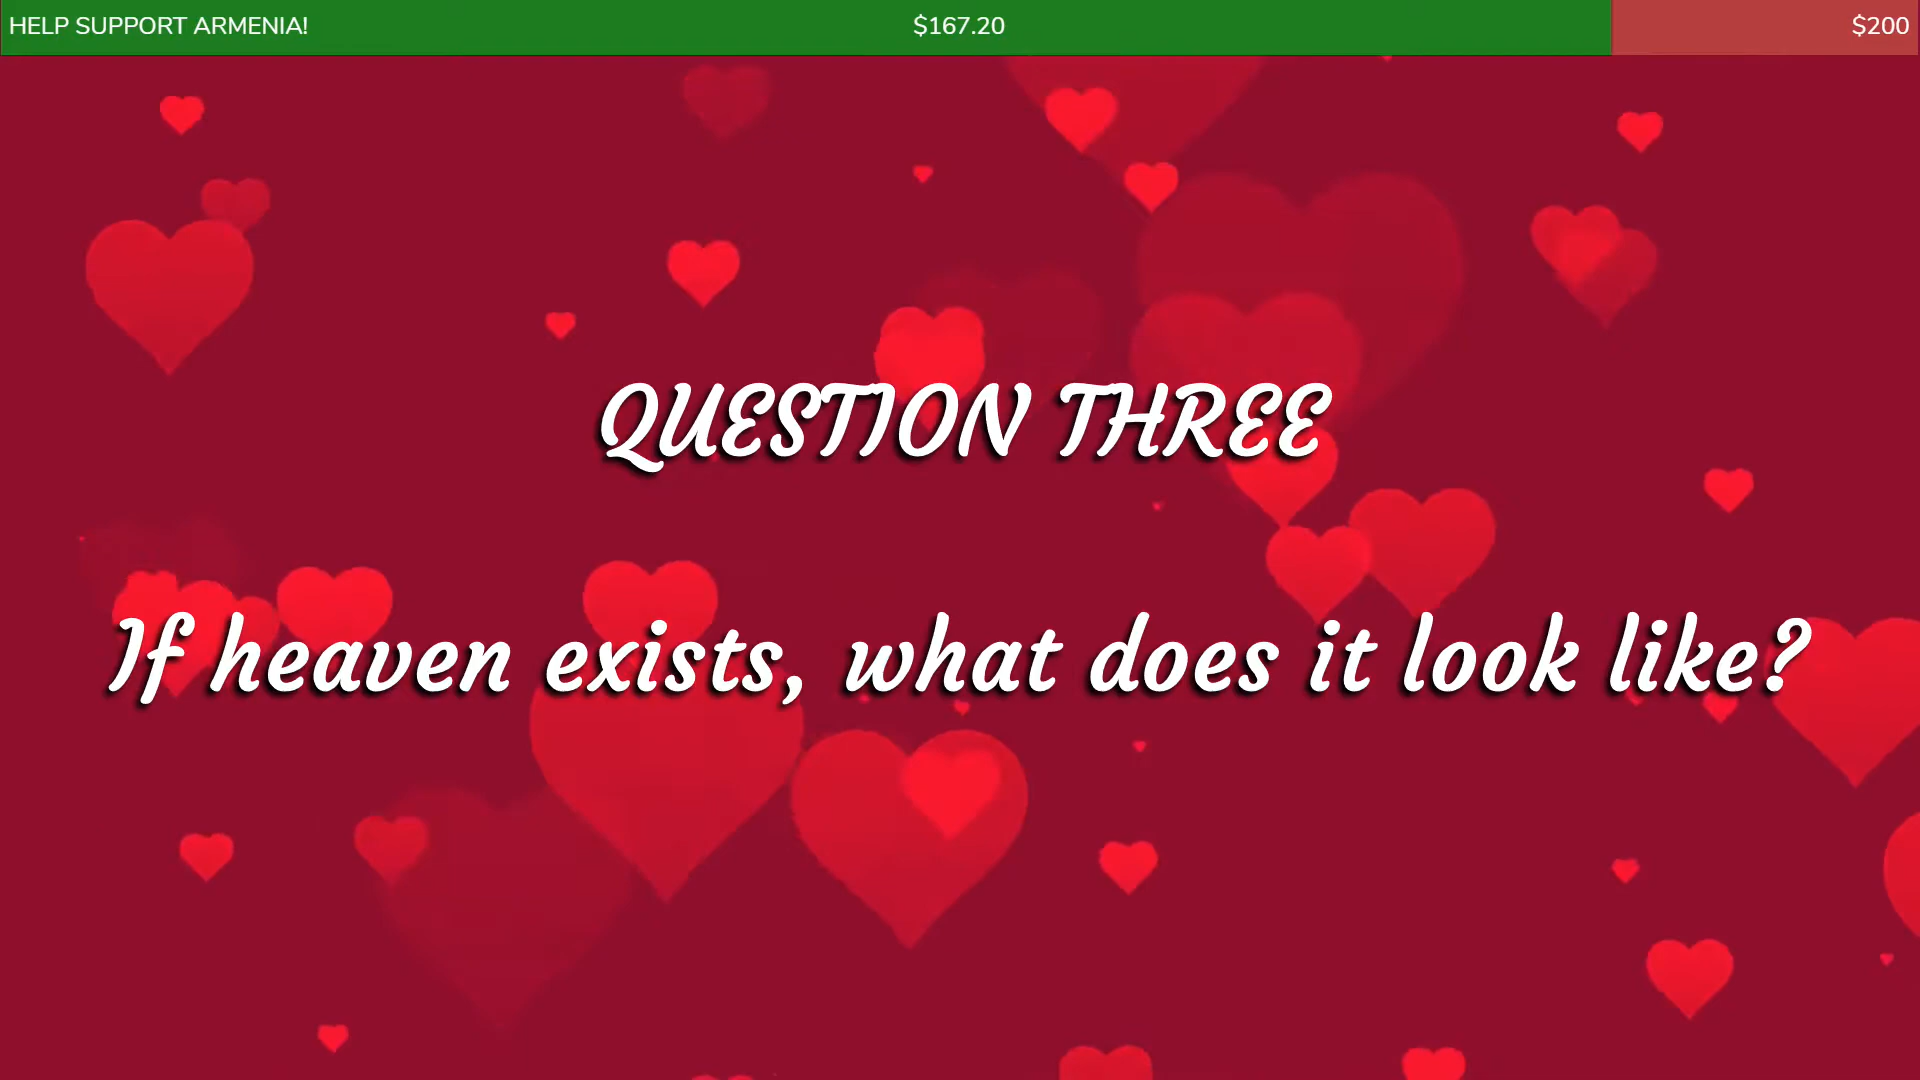 HELP SUPPORT ARMENIA! $167.20 $200
QUESTION THREE
If heaven exists, what does it look like?